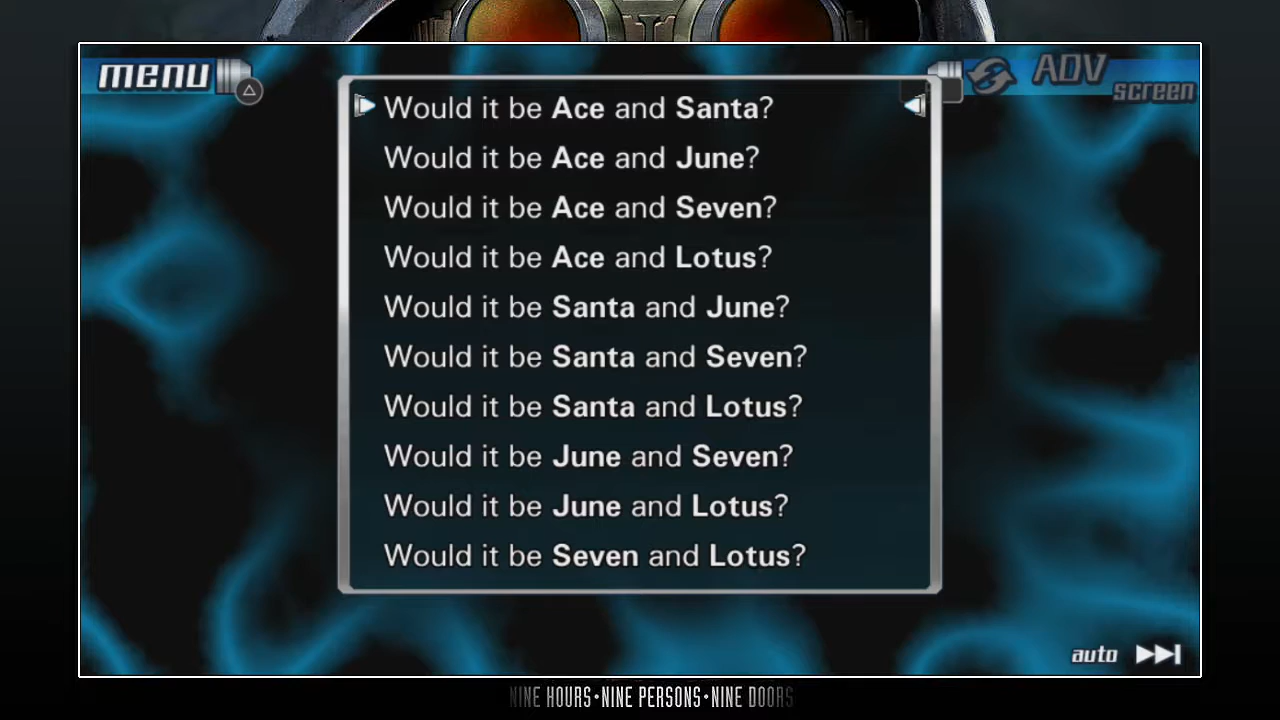 menu
ADV
screen
Would it be Ace and Santa?
Would it be Ace and June?
Would it be Ace and Seven?
Would it be Ace and Lotus?
Would it be Santa and June?
Would it be Santa and Seven?
Would it be Santa and Lotus?
Would it be June and Seven?
Would it be June and Lotus?
Would it be Seven and Lotus?
auto
NINE HOURS•NINE PERSONS•NINE DOORS